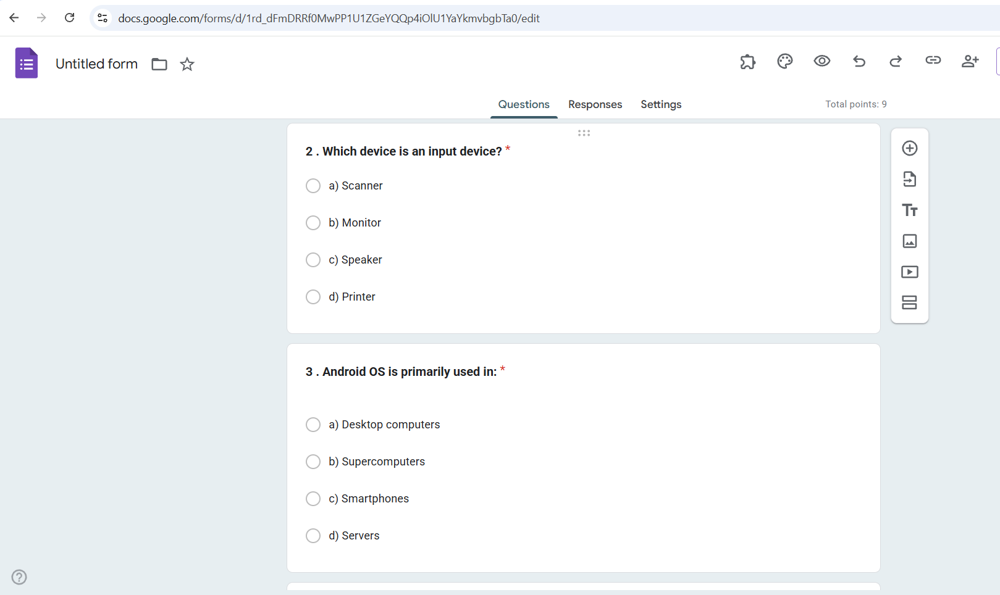 docs.google.com/forms/d/1rd_dFmDRRf0MwPP1U1ZGeYQQp4iOlU1YaYkmvbgbTa0/edit
Untitled form
Questions Responses Settings Total points: 9
2 . Which device is an input device? *
a) Scanner
b) Monitor
c) Speaker
d) Printer
3 . Android OS is primarily used in: *
a) Desktop computers
b) Supercomputers
c) Smartphones
d) Servers